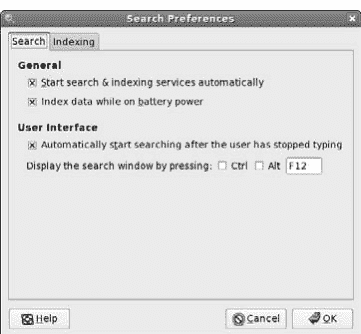 Search Preferences
Search Indexing
General
Start search & indexing services automatically
Index data while on battery power
User Interface
Automatically start searching after the user has stopped typing
Display the search window by pressing: Ctrl Alt F12
Help Cancel OK